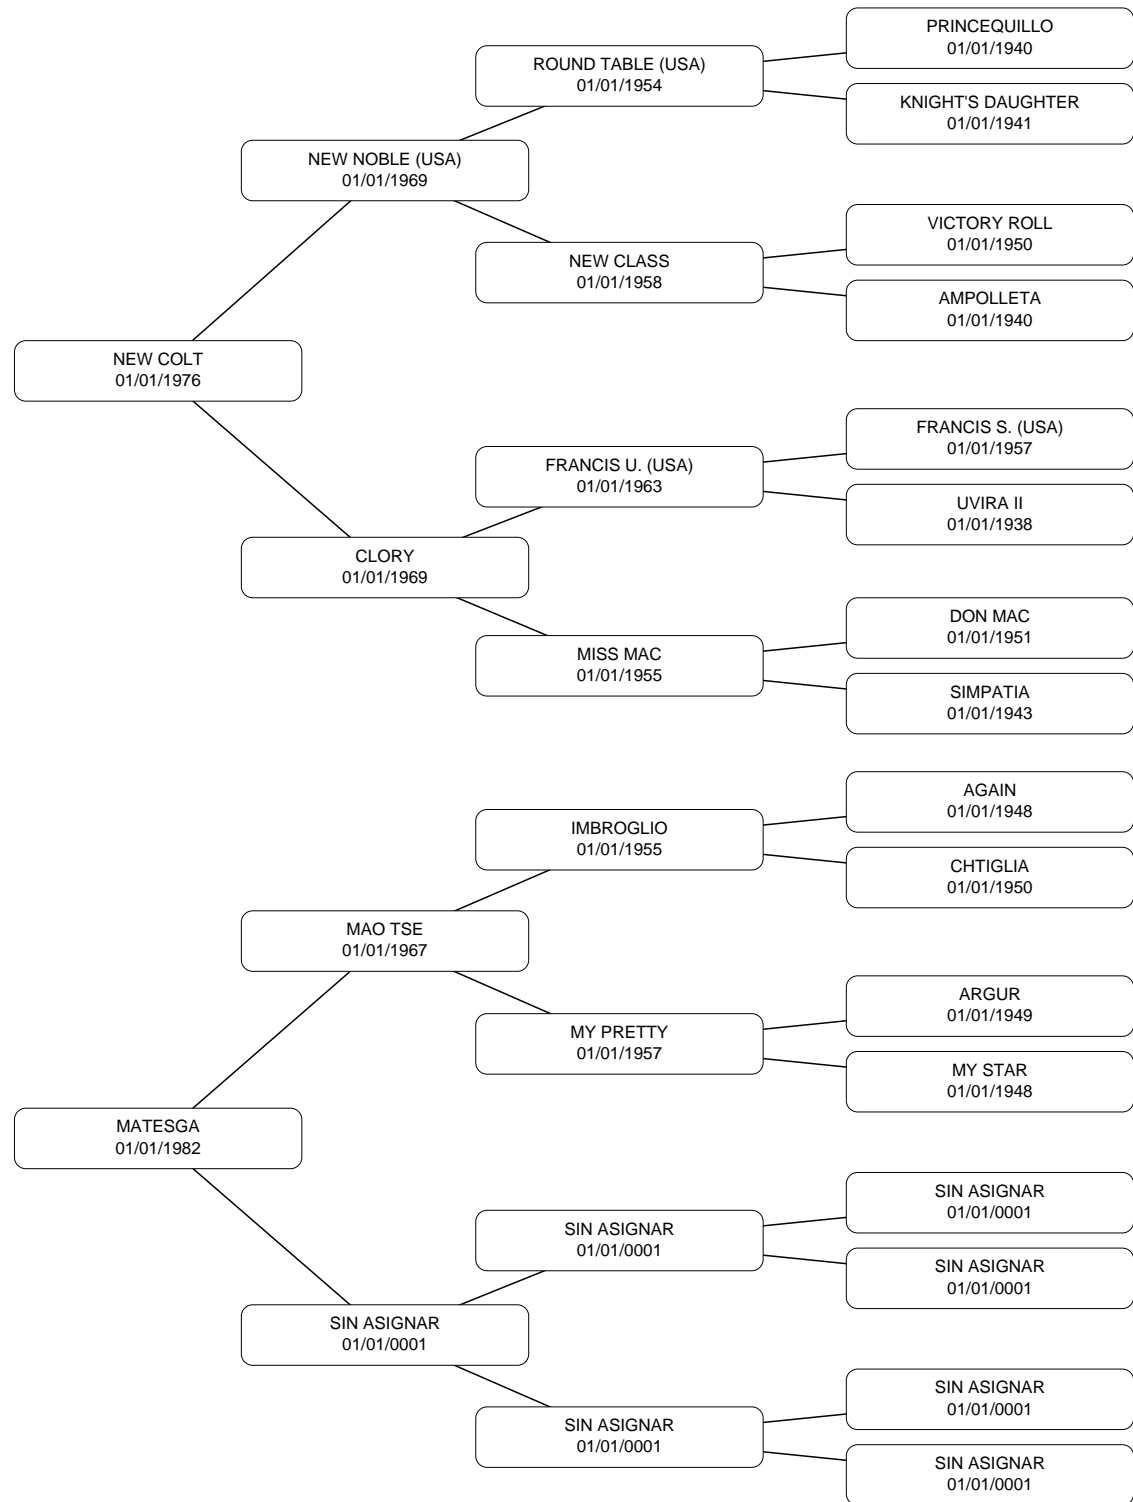 PRINCEQUILLO
01/01/1940
ROUND TABLE (USA)
01/01/1954
KNIGHT'S DAUGHTER
01/01/1941
NEW NOBLE (USA)
01/01/1969
VICTORY ROLL
01/01/1950
NEW CLASS
01/01/1958
AMPOLLETA
01/01/1940
NEW COLT
01/01/1976
FRANCIS S. (USA)
01/01/1957
FRANCIS U. (USA)
01/01/1963
UVIRA II
01/01/1938
CLORY
01/01/1969
DON MAC
01/01/1951
MISS MAC
01/01/1955
SIMPATIA
01/01/1943
AGAIN
01/01/1948
IMBROGLIO
01/01/1955
CHTIGLIA
01/01/1950
MAO TSE
01/01/1967
ARGUR
01/01/1949
MY PRETTY
01/01/1957
MY STAR
01/01/1948
MATESGA
01/01/1982
SIN ASIGNAR
01/01/0001
SIN ASIGNAR
01/01/0001
SIN ASIGNAR
01/01/0001
SIN ASIGNAR
01/01/0001
SIN ASIGNAR
01/01/0001
SIN ASIGNAR
01/01/0001
SIN ASIGNAR
01/01/0001